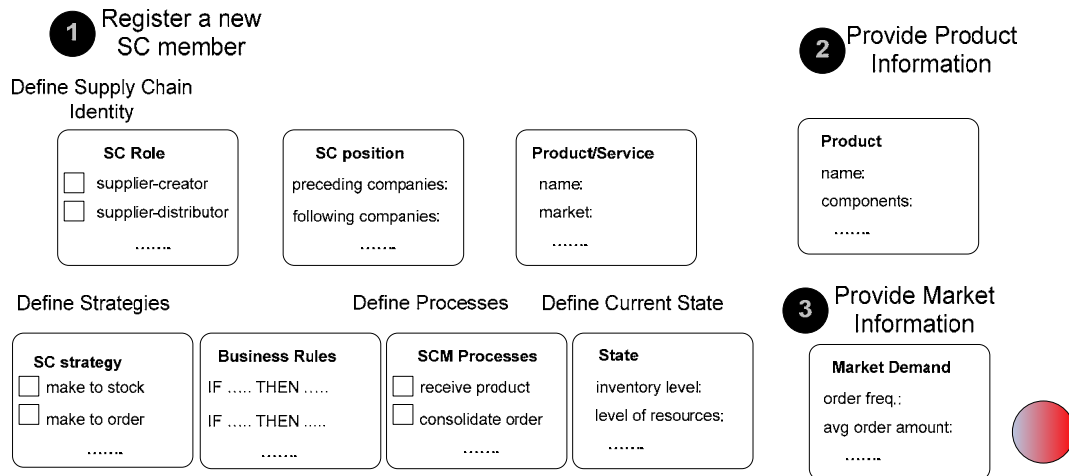 1 Register a new
SC member
Define Supply Chain
Identity
SC Role
supplier-creator
supplier-distributor
.......
SC position
preceding companies:
following companies:
.......
Product/Service
name:
market:
.......
2 Provide Product
Information
Product
name:
components:
.......
Define Strategies
SC strategy
make to stock
make to order
.......
Business Rules
IF ..... THEN .....
IF ..... THEN .....
.......
Define Processes
SCM Processes
receive product
consolidate order
.......
Define Current State
State
inventory level:
level of resources:
.......
3 Provide Market
Information
Market Demand
order freq.:
avg order amount:
.......